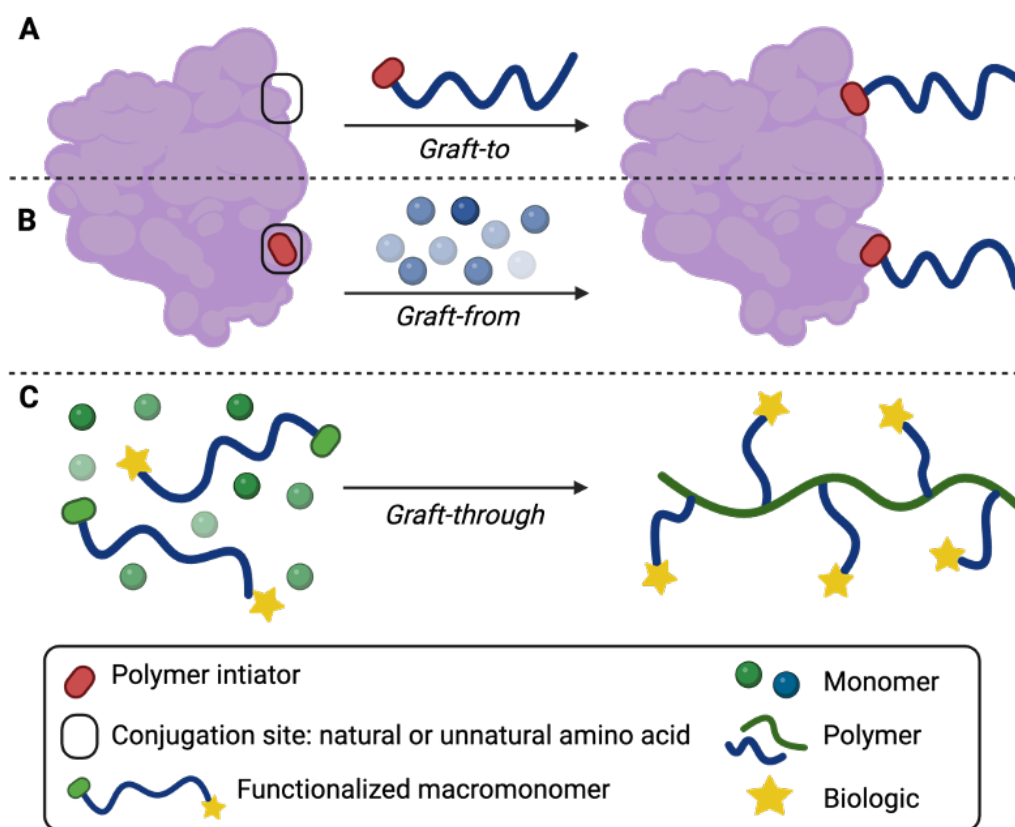 A
Graft-to
B
Graft-from
C
Graft-through
Polymer intiator
Monomer
Conjugation site: natural or unnatural amino acid
Polymer
Functionalized macromonomer
Biologic